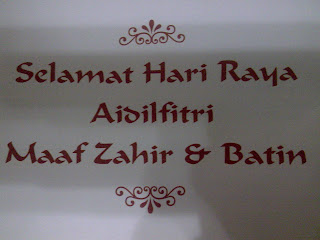 Selamat Hari Raya
Aidilfitri
Maaf Zahir & Batin